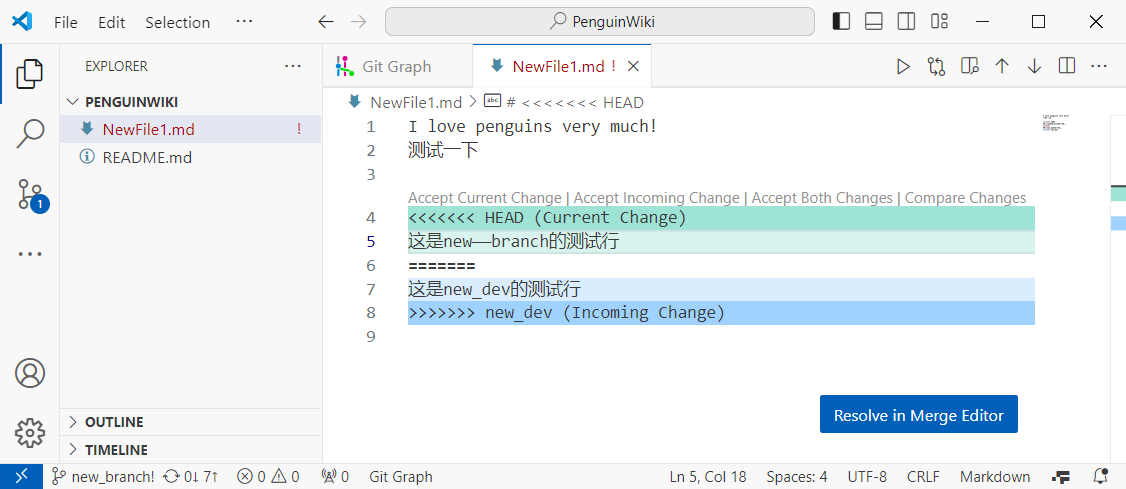 File Edit Selection ··· PenguinWiki
EXPLORER ···
Git Graph NewFile1.md !
PENGUINWIKI
NewFile1.md !
README.md
1
NewFile1.md > abc # <<<<<<< HEAD
1 I love penguins very much!
2 测试一下
3
Accept Current Change | Accept Incoming Change | Accept Both Changes | Compare Changes
4 <<<<<<< HEAD (Current Change)
5 这是new——branch的测试行
6 =======
7 这是new_dev的测试行
8 >>>>>>> new_dev (Incoming Change)
9
Resolve in Merge Editor
OUTLINE
TIMELINE
new_branch! 0↓ 7↑ 0 0 0 Git Graph Ln 5, Col 18 Spaces: 4 UTF-8 CRLF Markdown